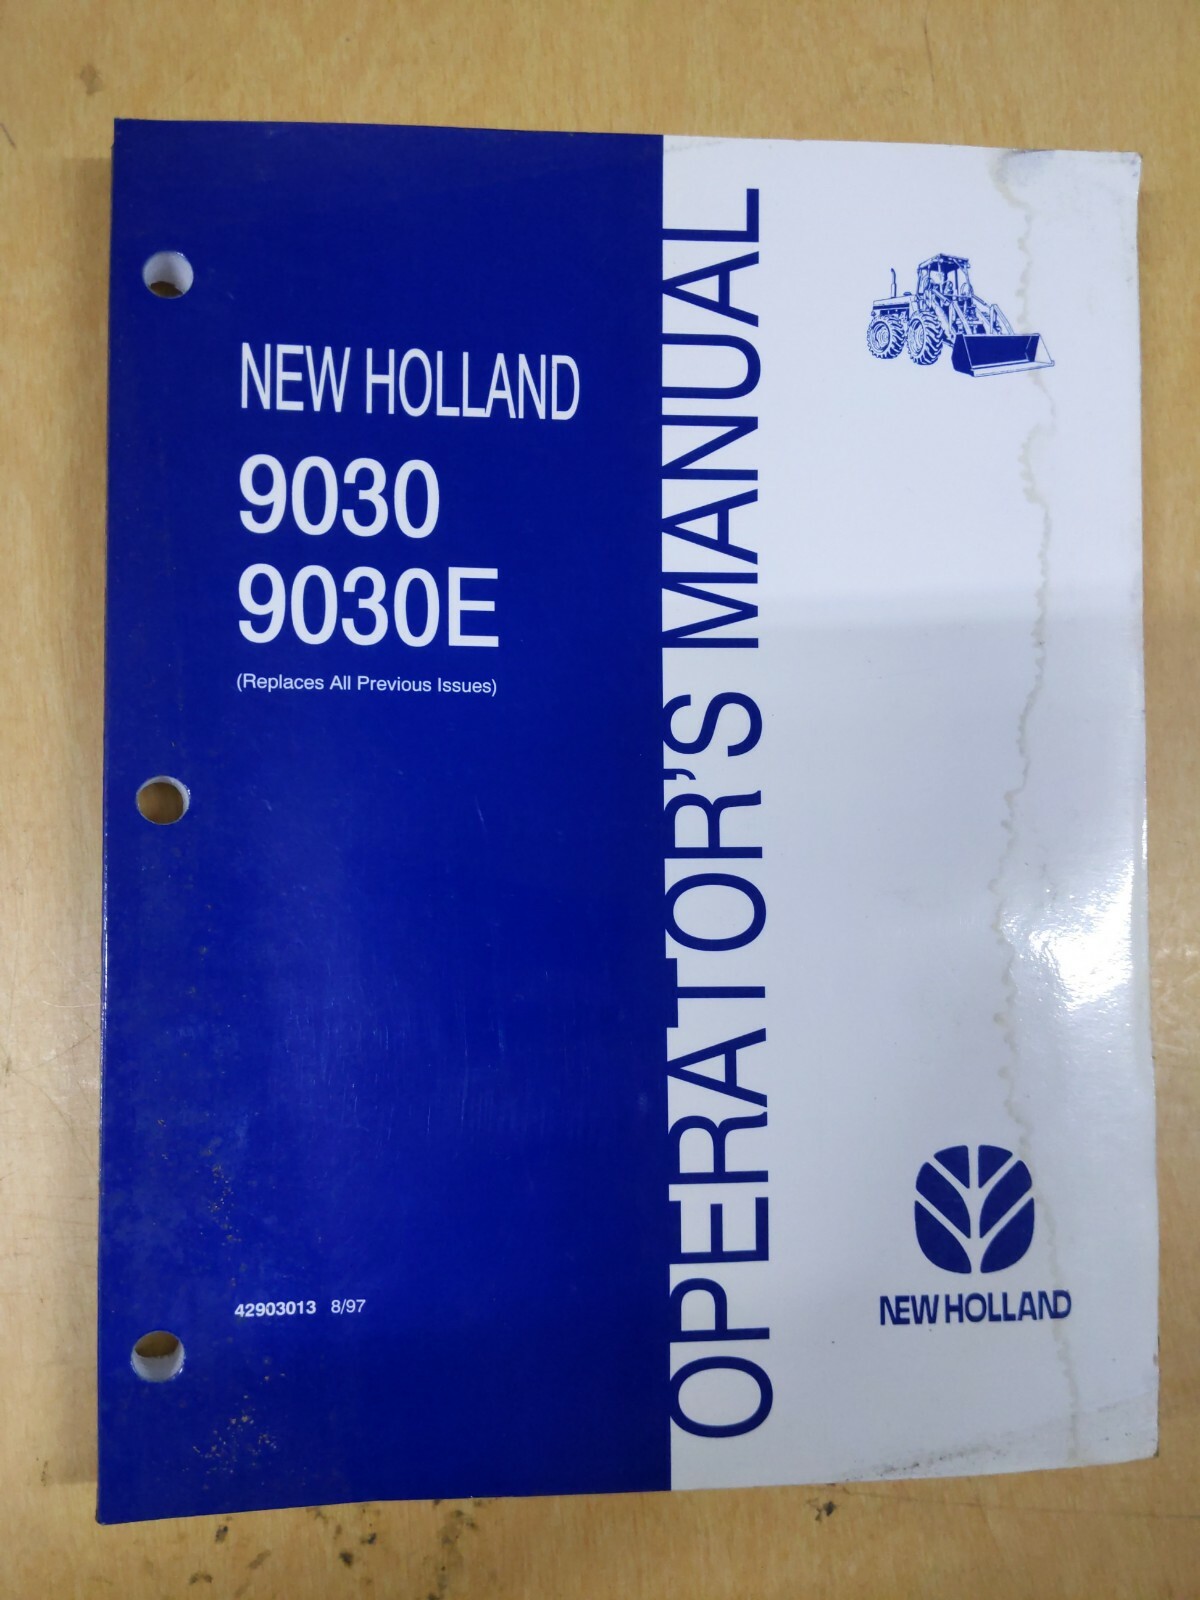 NEW HOLLAND
9030
9030E
(Replaces All Previous Issues)
42903013 8/97
OPERATOR'S MANUAL
NEW HOLLAND